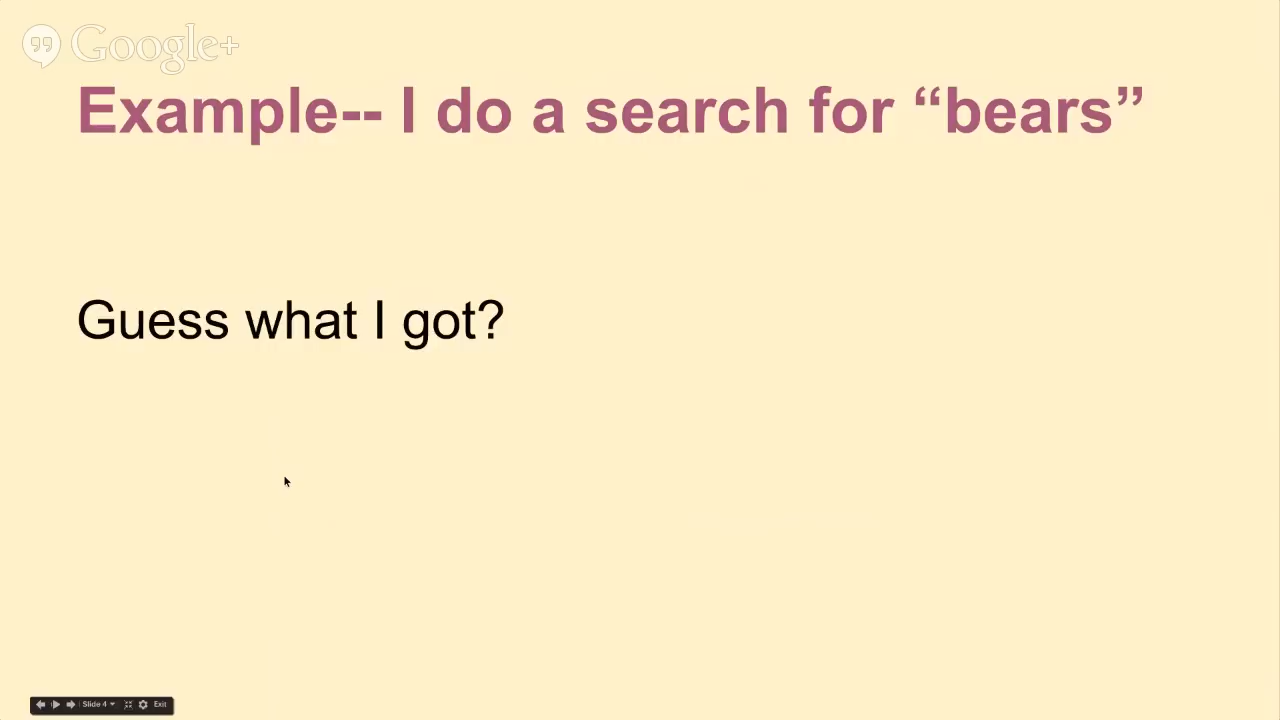 Google+
Example-- I do a search for “bears”
Guess what I got?
Slide 4
Exit